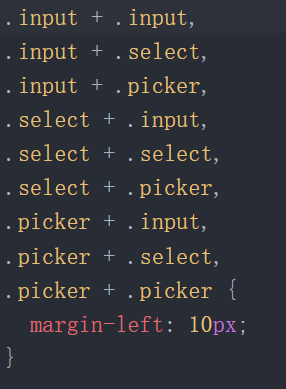 .input + .input,
.input + .select,
.input + .picker,
.select + .input,
.select + .select,
.select + .picker,
.picker + .input,
.picker + .select,
.picker + .picker {
  margin-left: 10px;
}